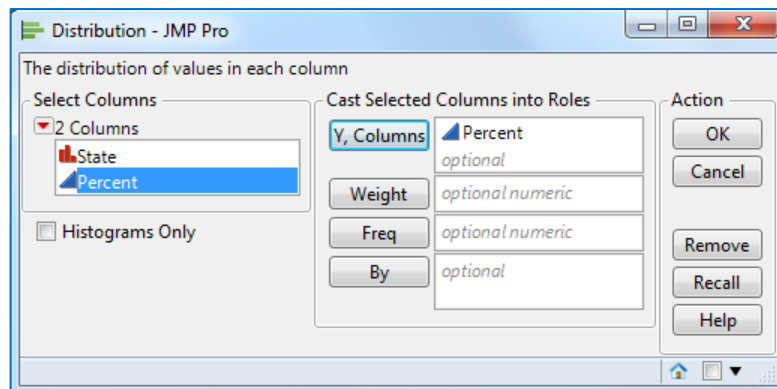 Distribution - JMP Pro
The distribution of values in each column
Select Columns
2 Columns
State
Percent
Histograms Only
Cast Selected Columns into Roles
Y, Columns
Percent
optional
Weight
optional numeric
Freq
optional numeric
By
optional
Action
OK
Cancel
Remove
Recall
Help